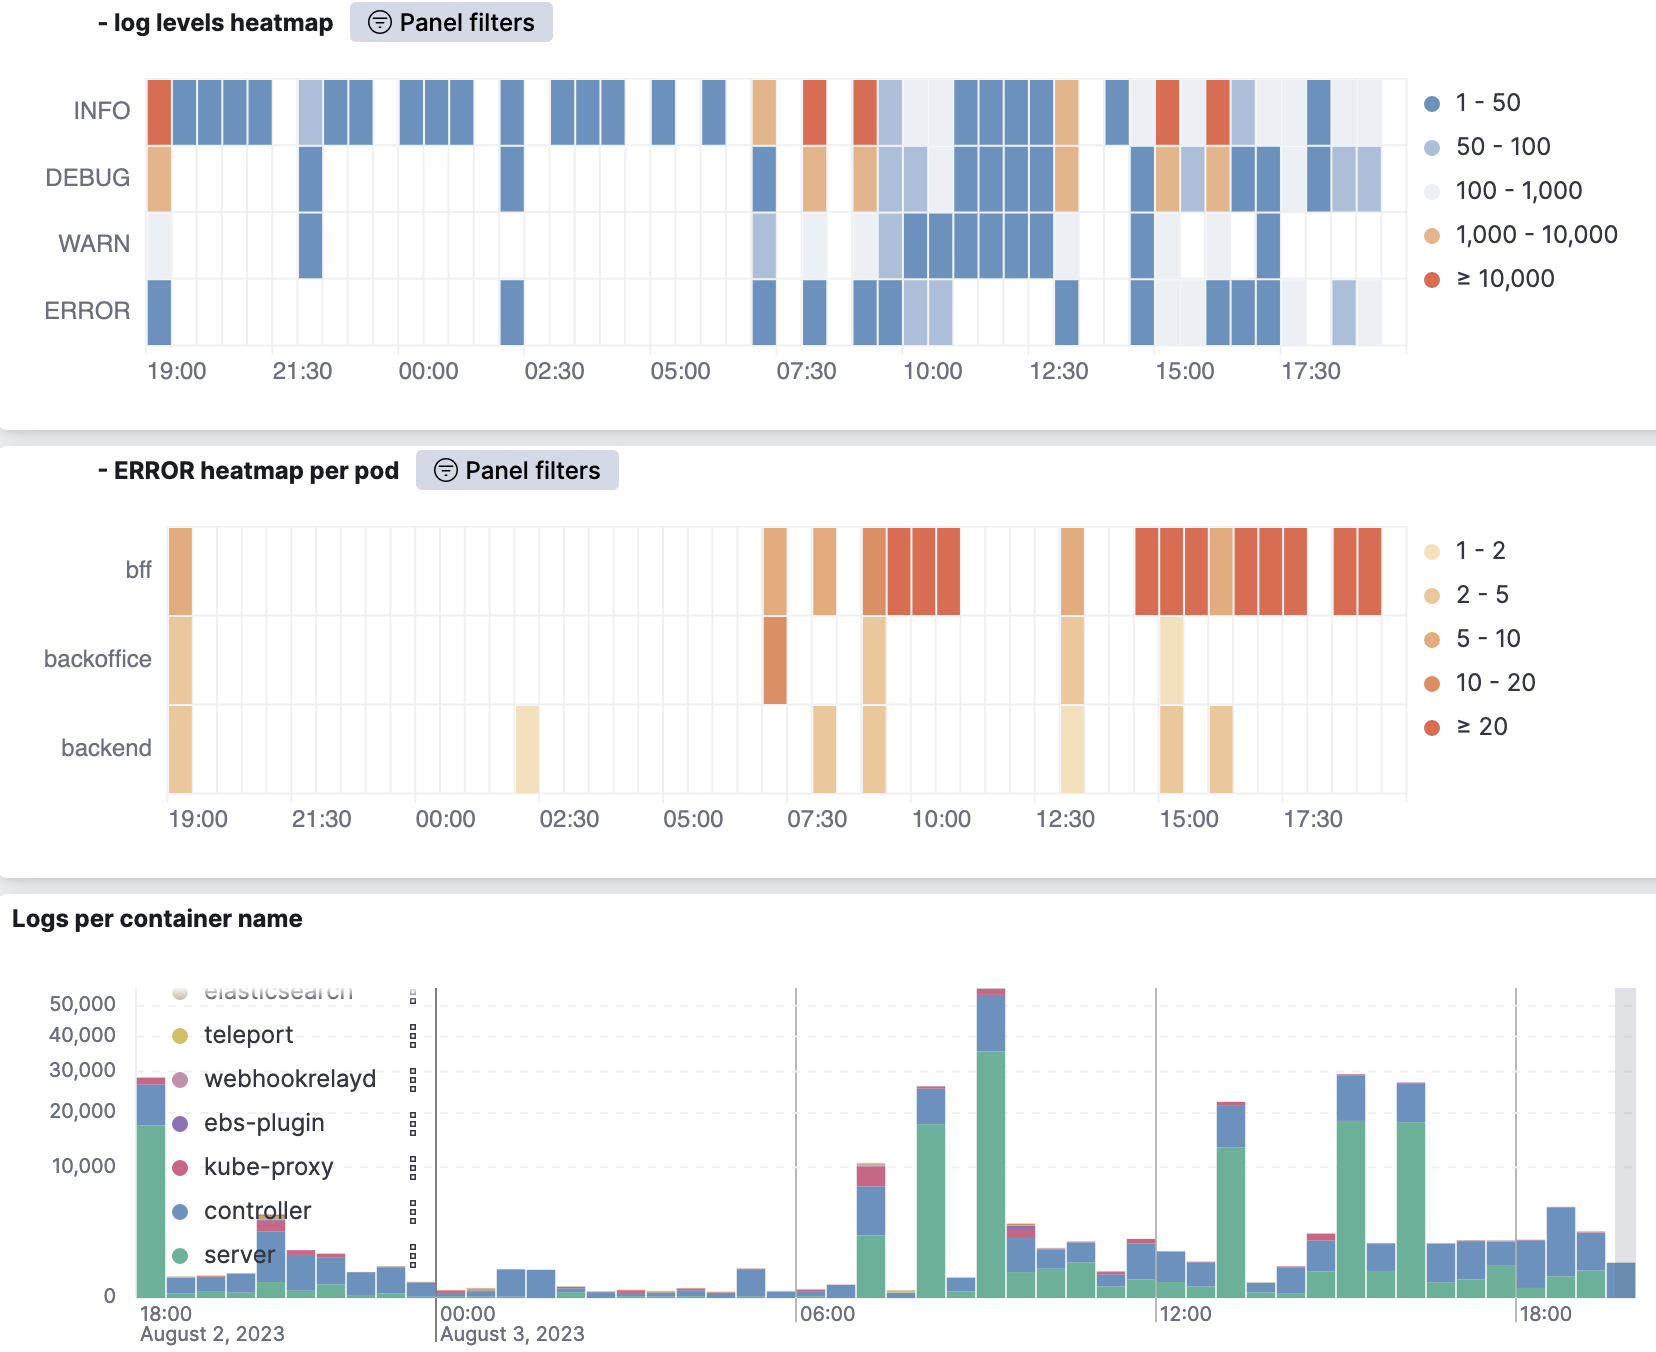 - log levels heatmap Panel filters
INFO
DEBUG
WARN
ERROR
19:00 21:30 00:00 02:30 05:00 07:30 10:00 12:30 15:00 17:30
1 - 50
50 - 100
100 - 1,000
1,000 - 10,000
≥ 10,000
- ERROR heatmap per pod Panel filters
bff
backoffice
backend
19:00 21:30 00:00 02:30 05:00 07:30 10:00 12:30 15:00 17:30
1 - 2
2 - 5
5 - 10
10 - 20
≥ 20
Logs per container name
50,000
40,000
30,000
20,000
10,000
0
elasticsearch
teleport
webhookrelayd
ebs-plugin
kube-proxy
controller
server
18:00 00:00 06:00 12:00 18:00
August 2, 2023 August 3, 2023